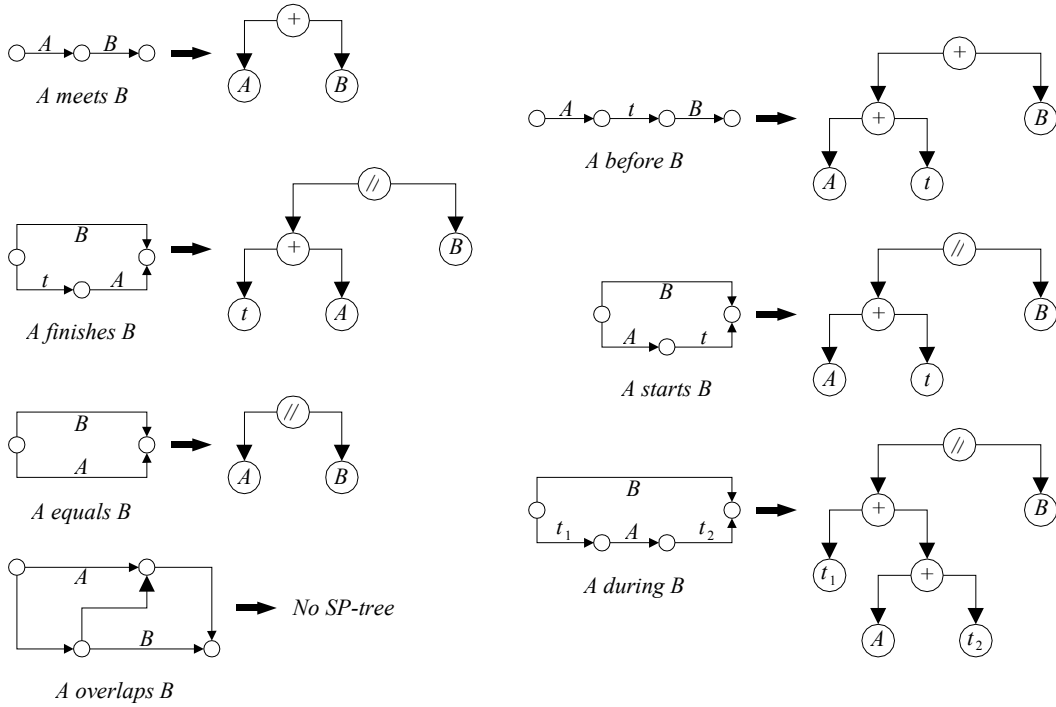 A B + A B
A meets B
B t A // + B t A
A finishes B
B A // A B
A equals B
A B No SP-tree
A overlaps B
A t B + + B A t
A before B
B A t // + B A t
A starts B
B t1 A t2 // + B t1 + A t2
A during B